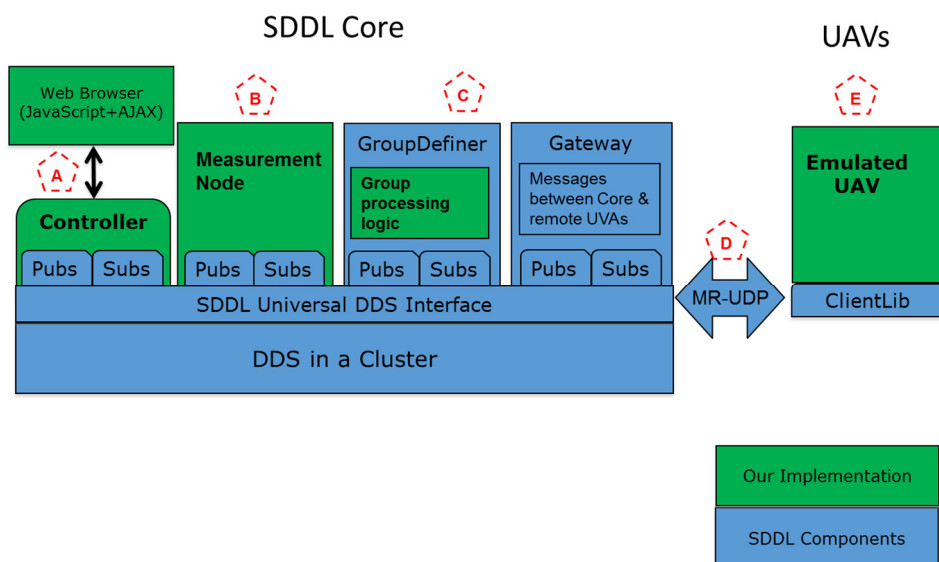 SDDL Core
UAVs
Web Browser
(JavaScript+AJAX)
A
B
C
D
E
Controller
Pubs
Subs
Measurement
Node
Pubs
Subs
GroupDefiner
Group
processing
logic
Pubs
Subs
Gateway
Messages
between Core &
remote UVAs
Pubs
Subs
SDDL Universal DDS Interface
DDS in a Cluster
MR-UDP
Emulated
UAV
ClientLib
Our Implementation
SDDL Components